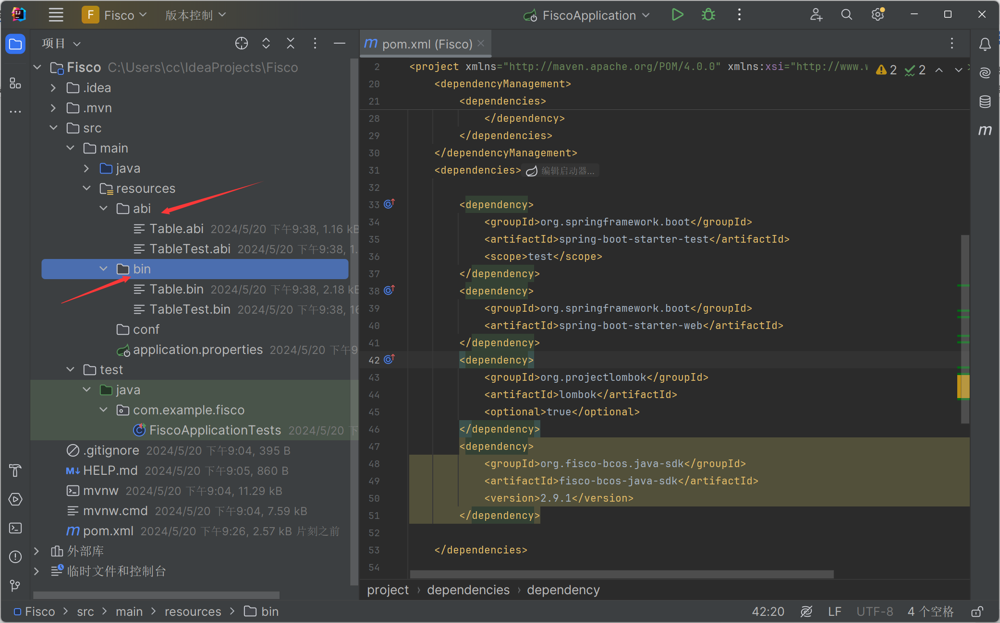 F Fisco 版本控制 FiscoApplication
项目
Fisco C:\Users\cc\IdeaProjects\Fisco
.idea
.mvn
src
main
java
resources
abi
Table.abi 2024/5/20 下午9:38, 1.16 kB
TableTest.abi 2024/5/20 下午9:38, 1.
bin
Table.bin 2024/5/20 下午9:38, 2.18 kB
TableTest.bin 2024/5/20 下午9:38, 16
conf
application.properties 2024/5/20 下午9
test
java
com.example.fisco
FiscoApplicationTests 2024/5/20 下
.gitignore 2024/5/20 下午9:04, 395 B
M↓ HELP.md 2024/5/20 下午9:05, 860 B
mvnw 2024/5/20 下午9:04, 11.29 kB
mvnw.cmd 2024/5/20 下午9:04, 7.59 kB
m pom.xml 2024/5/20 下午9:26, 2.57 kB 片刻之前
外部库
临时文件和控制台
m pom.xml (Fisco)
2 <project xmlns="http://maven.apache.org/POM/4.0.0" xmlns:xsi="http://www.w 2 2
20 <dependencyManagement>
21 <dependencies>
28 </dependency>
29 </dependencies>
30 </dependencyManagement>
31 <dependencies> 编辑启动器...
32
33 <dependency>
34 <groupId>org.springframework.boot</groupId>
35 <artifactId>spring-boot-starter-test</artifactId>
36 <scope>test</scope>
37 </dependency>
38 <dependency>
39 <groupId>org.springframework.boot</groupId>
40 <artifactId>spring-boot-starter-web</artifactId>
41 </dependency>
42 <dependency>
43 <groupId>org.projectlombok</groupId>
44 <artifactId>lombok</artifactId>
45 <optional>true</optional>
46 </dependency>
47 <dependency>
48 <groupId>org.fisco-bcos.java-sdk</groupId>
49 <artifactId>fisco-bcos-java-sdk</artifactId>
50 <version>2.9.1</version>
51 </dependency>
52
53 </dependencies>
54
project › dependencies › dependency
m
Fisco > src > main > resources > bin
42:20 LF UTF-8 4 个空格